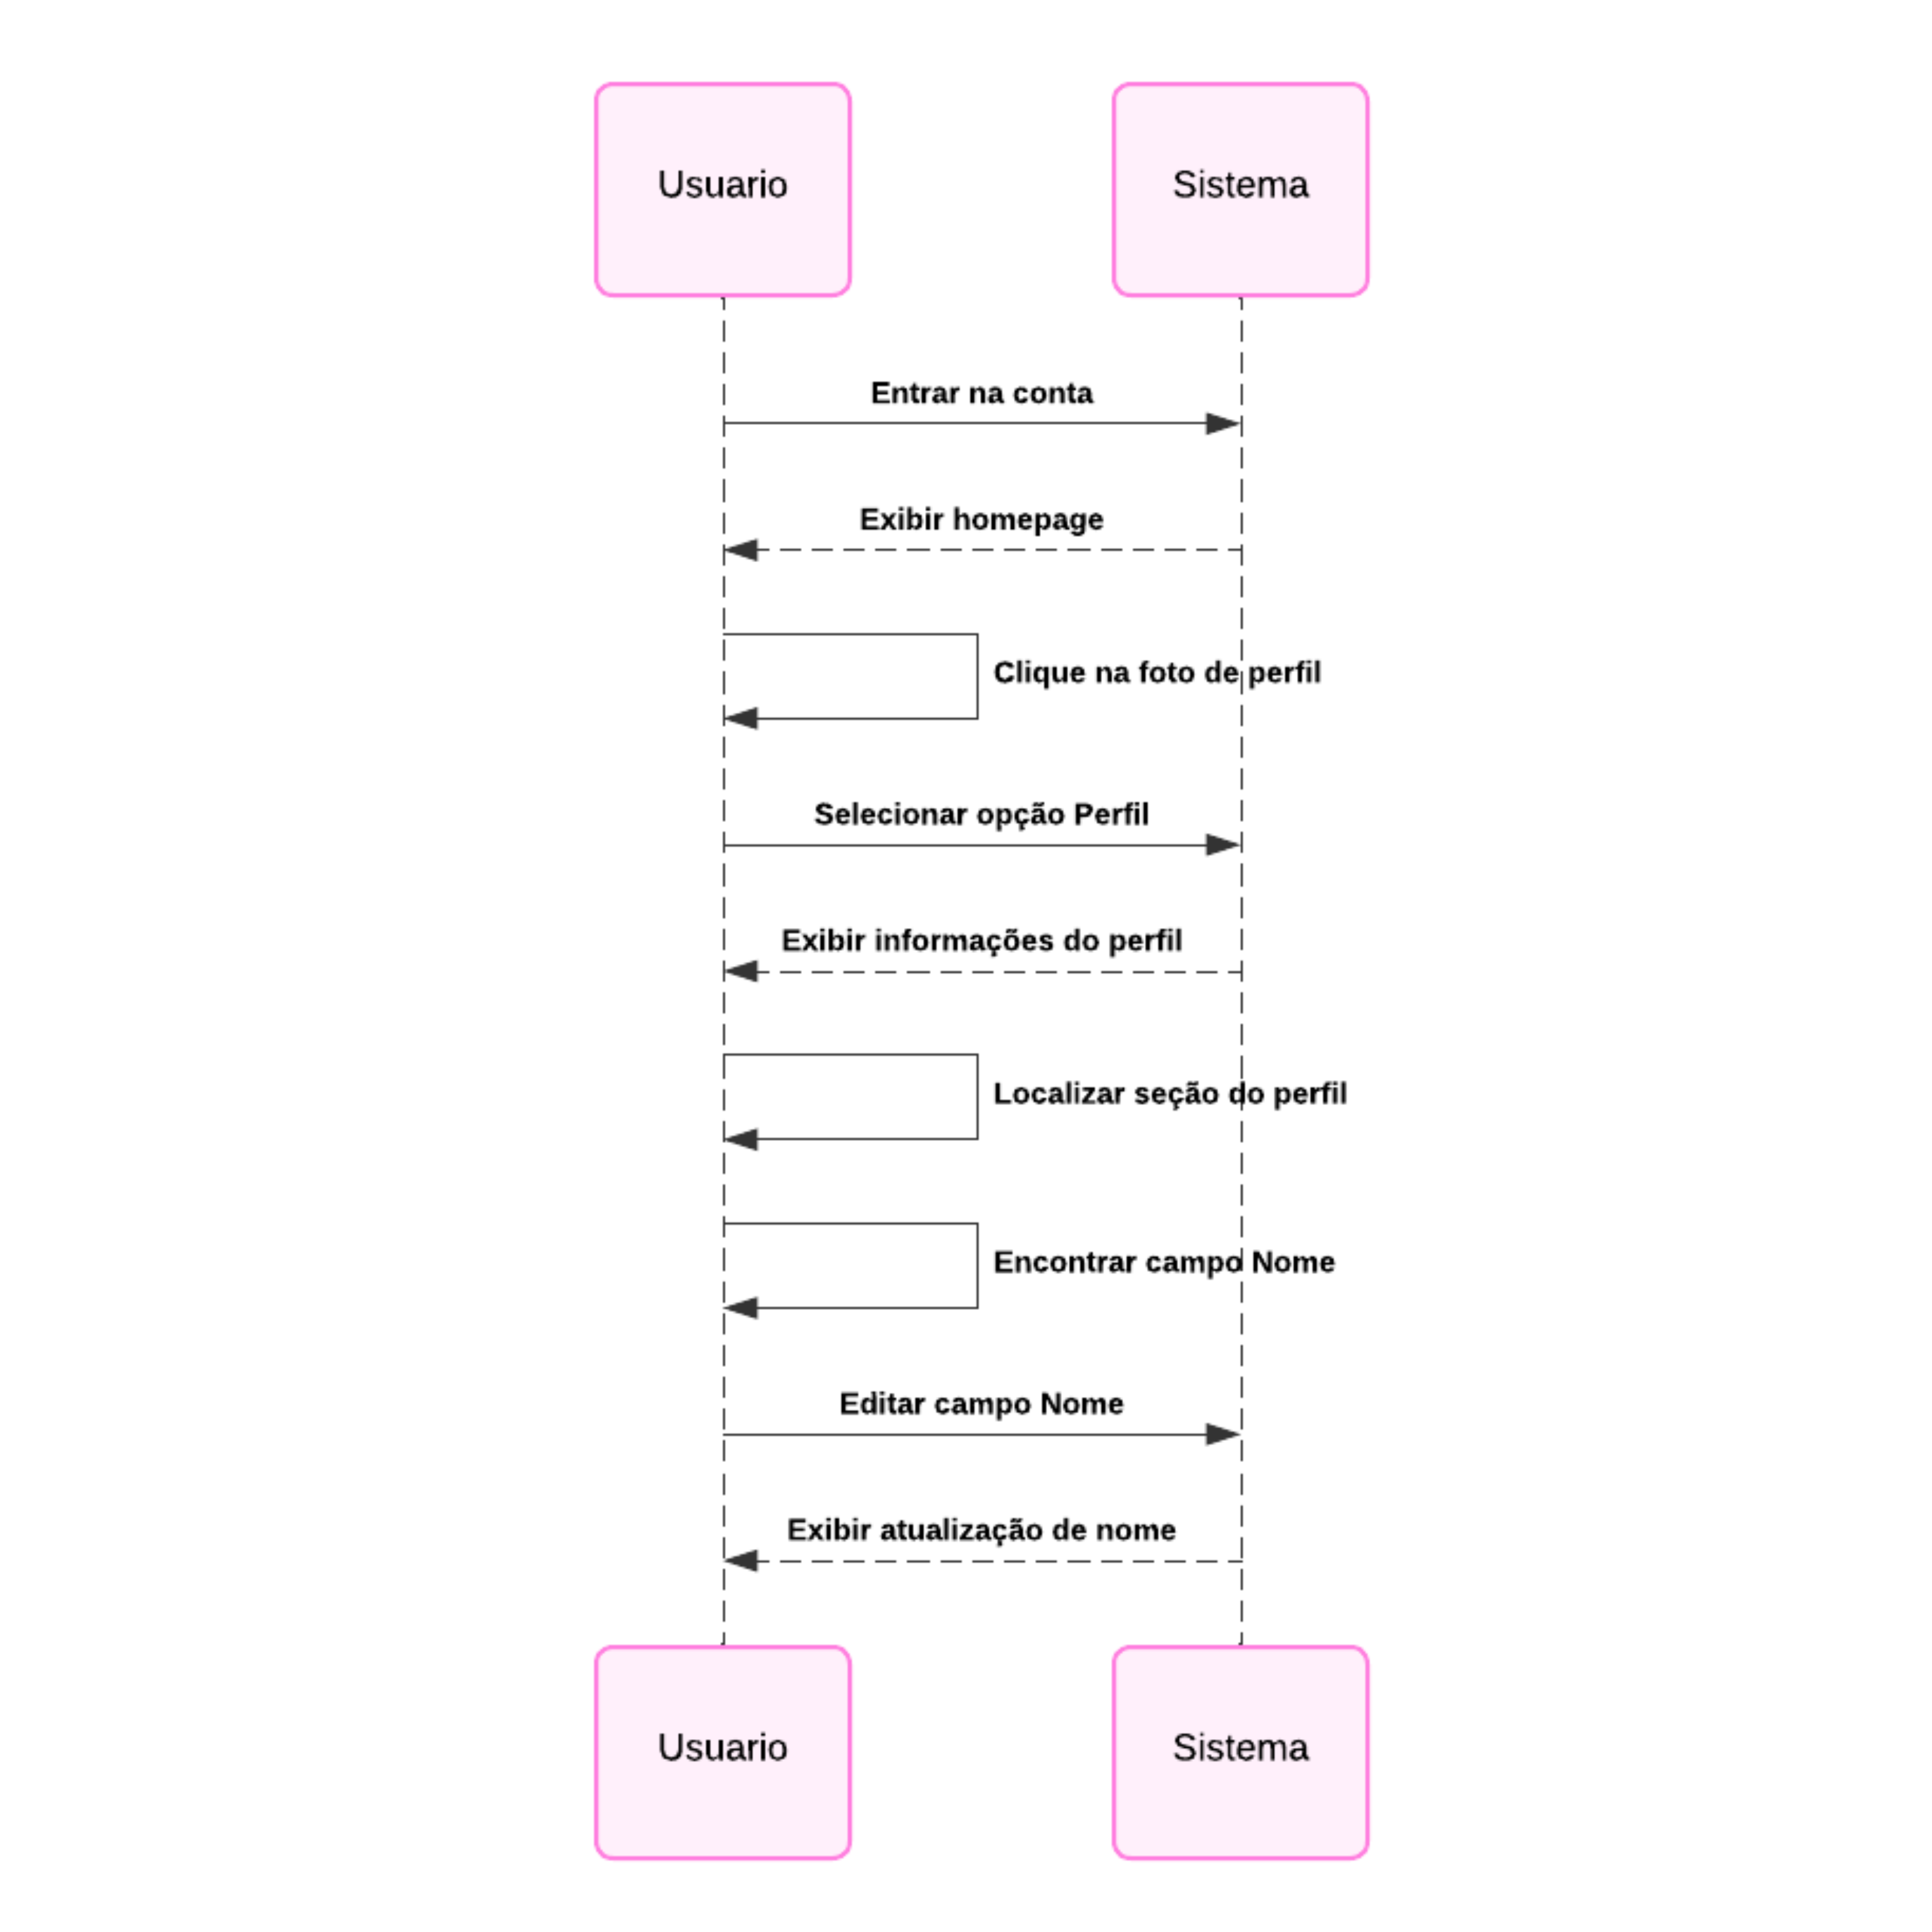 Usuario
Sistema
Entrar na conta
Exibir homepage
Clique na foto de perfil
Selecionar opção Perfil
Exibir informações do perfil
Localizar seção do perfil
Encontrar campo Nome
Editar campo Nome
Exibir atualização de nome
Usuario
Sistema